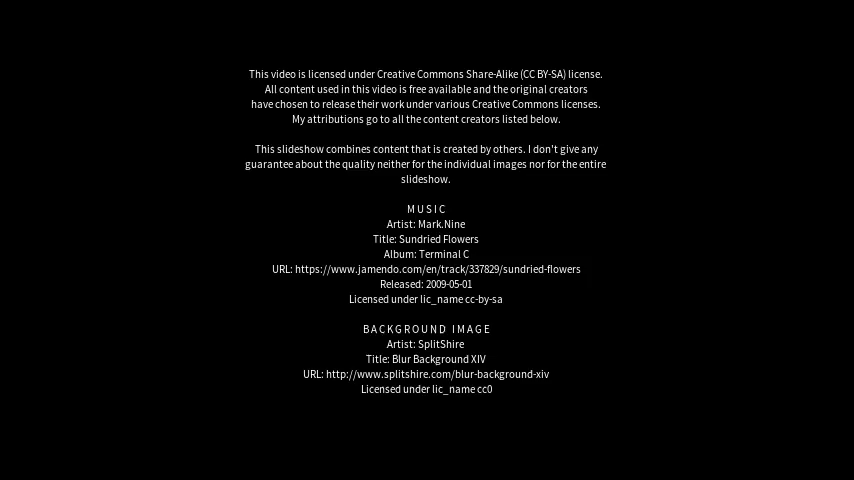 This video is licensed under Creative Commons Share-Alike (CC BY-SA) license.
All content used in this video is free available and the original creators
have chosen to release their work under various Creative Commons licenses.
My attributions go to all the content creators listed below.
This slideshow combines content that is created by others. I don't give any
guarantee about the quality neither for the individual images nor for the entire
slideshow.
MUSIC
Artist: Mark.Nine
Title: Sundried Flowers
Album: Terminal C
URL: https://www.jamendo.com/en/track/337829/sundried-flowers
Released: 2009-05-01
Licensed under lic_name cc-by-sa
BACKGROUND IMAGE
Artist: SplitShire
Title: Blur Background XIV
URL: http://www.splitshire.com/blur-background-xiv
Licensed under lic_name cc0